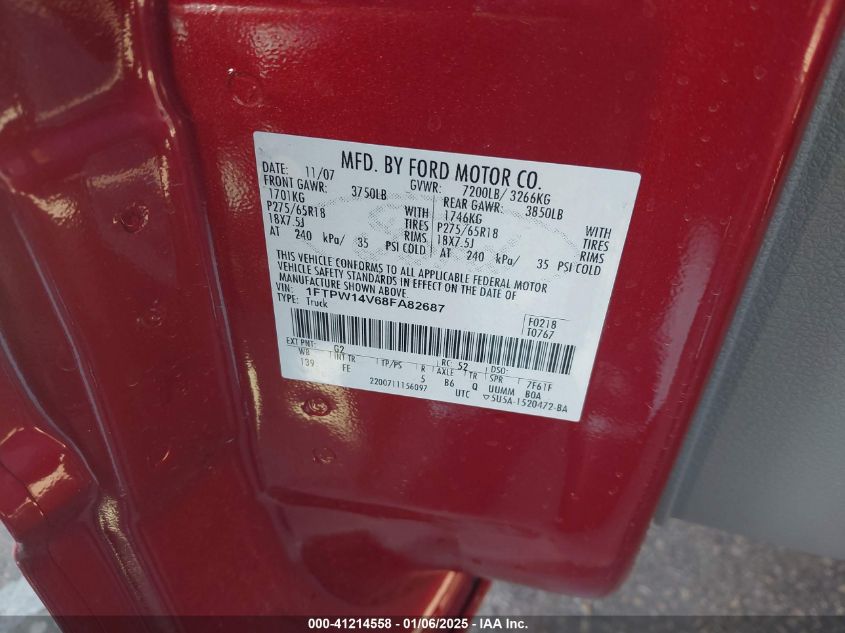 MFD. BY FORD MOTOR CO.
DATE: 11/07 GVWR: 7200LB/ 3266KG
FRONT GAWR: 3750LB REAR GAWR: 3850LB
1701KG WITH 1746KG WITH
P275/65R18 TIRES P275/65R18 TIRES
18X7.5J RIMS 18X7.5J RIMS
AT 240 kPa/ 35 PSI COLD AT 240 kPa/ 35 PSI COLD
THIS VEHICLE CONFORMS TO ALL APPLICABLE FEDERAL MOTOR
VEHICLE SAFETY STANDARDS IN EFFECT ON THE DATE OF
MANUFACTURE SHOWN ABOVE.
VIN: 1FTPW14V68FA82687
TYPE: Truck
F0218
T0767
EXT PNT: G2 RC: 52 DSO:
WB INT TR TP/PS R AXLE TR SPR 7F61F
139 FE 5 B6 Q UUMM BOA
2200711156097 UTC ▽5U5A-1520472-BA
000-41214558 - 01/06/2025 - IAA, Inc.